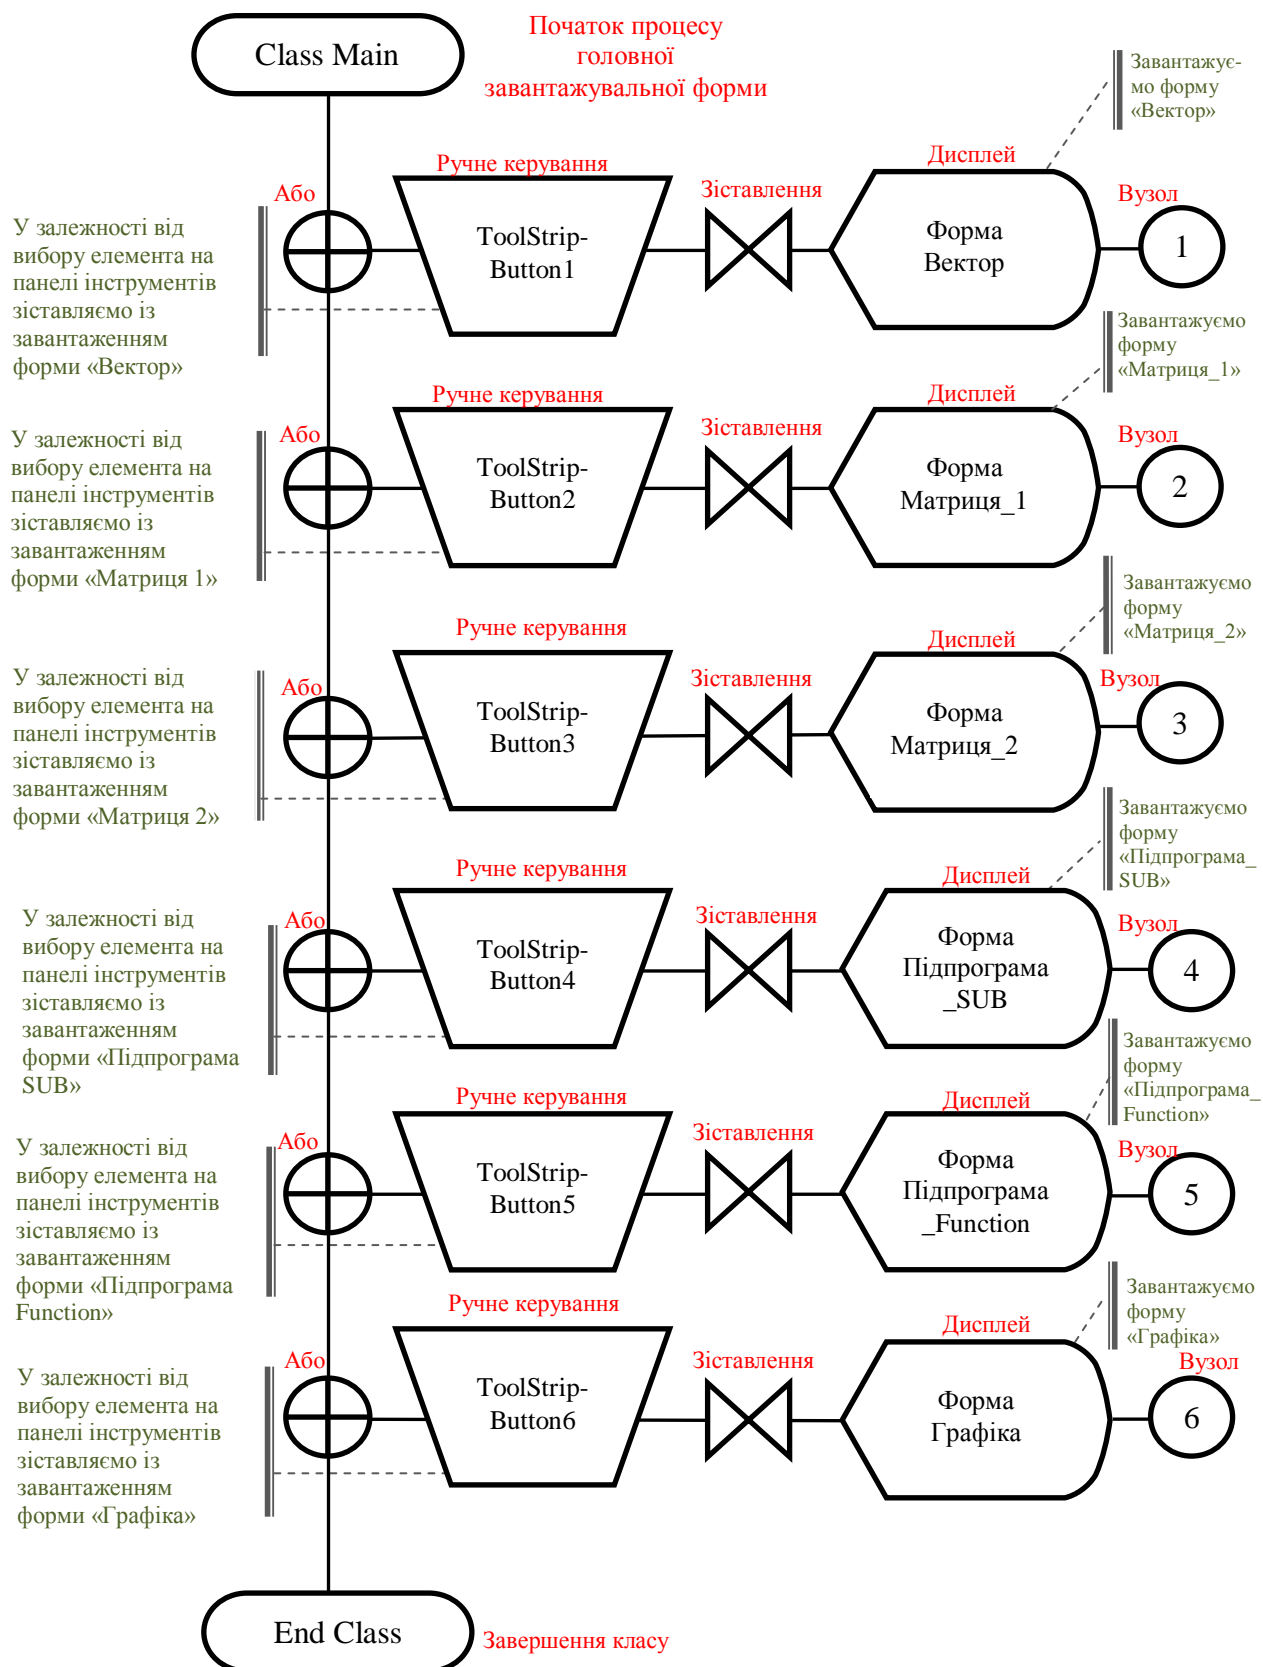 Class Main
Початок процесу
головної
завантажувальної форми
Завантажує-
мо форму
«Вектор»
Або
Ручне керування
Зіставлення
Дисплей
Вузол
У залежності від
вибору елемента на
панелі інструментів
зіставляємо із
завантаженням
форми «Вектор»
ToolStrip-
Button1
Форма
Вектор
1
Завантажуємо
форму
«Матриця_1»
Або
Ручне керування
Зіставлення
Дисплей
Вузол
У залежності від
вибору елемента на
панелі інструментів
зіставляємо із
завантаженням
форми «Матриця 1»
ToolStrip-
Button2
Форма
Матриця_1
2
Завантажуємо
форму
«Матриця_2»
Або
Ручне керування
Зіставлення
Дисплей
Вузол
У залежності від
вибору елемента на
панелі інструментів
зіставляємо із
завантаженням
форми «Матриця 2»
ToolStrip-
Button3
Форма
Матриця_2
3
Завантажуємо
форму
«Підпрограма_
SUB»
Або
Ручне керування
Зіставлення
Дисплей
Вузол
У залежності від
вибору елемента на
панелі інструментів
зіставляємо із
завантаженням
форми «Підпрограма
SUB»
ToolStrip-
Button4
Форма
Підпрограма
_SUB
4
Завантажуємо
форму
«Підпрограма_
Function»
Або
Ручне керування
Зіставлення
Дисплей
Вузол
У залежності від
вибору елемента на
панелі інструментів
зіставляємо із
завантаженням
форми «Підпрограма
Function»
ToolStrip-
Button5
Форма
Підпрограма
_Function
5
Завантажуємо
форму
«Графіка»
Або
Ручне керування
Зіставлення
Дисплей
Вузол
У залежності від
вибору елемента на
панелі інструментів
зіставляємо із
завантаженням
форми «Графіка»
ToolStrip-
Button6
Форма
Графіка
6
End Class
Завершення класу